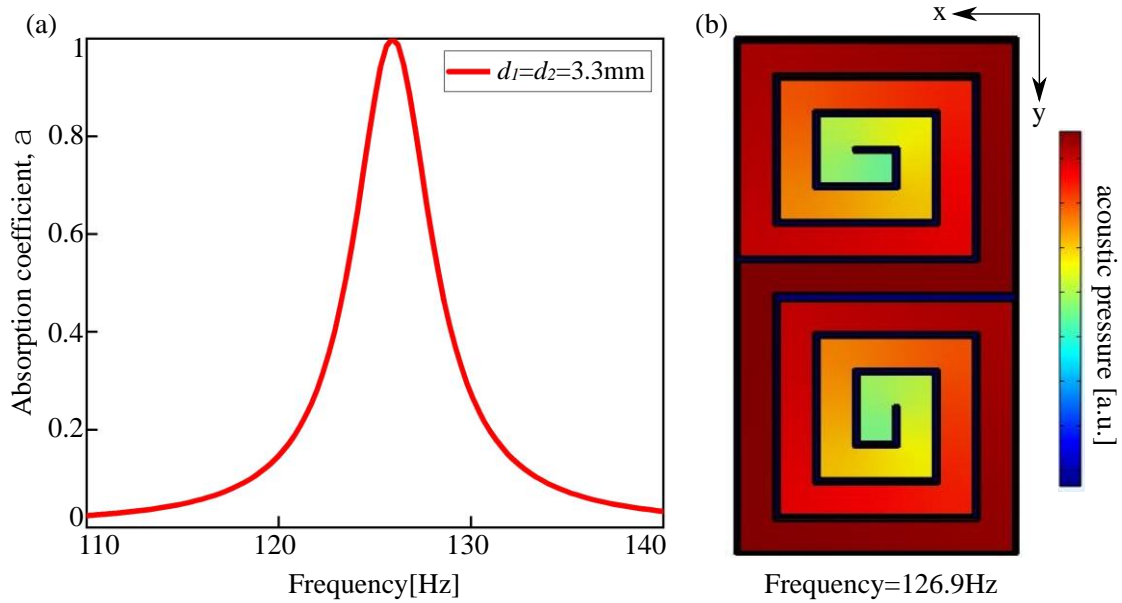 (a)
1
0.8
0.6
0.4
0.2
0
110
120
130
140
Absorption coefficient, a
Frequency[Hz]
d1=d2=3.3mm
(b)
x
y
acoustic pressure [a.u.]
Frequency=126.9Hz